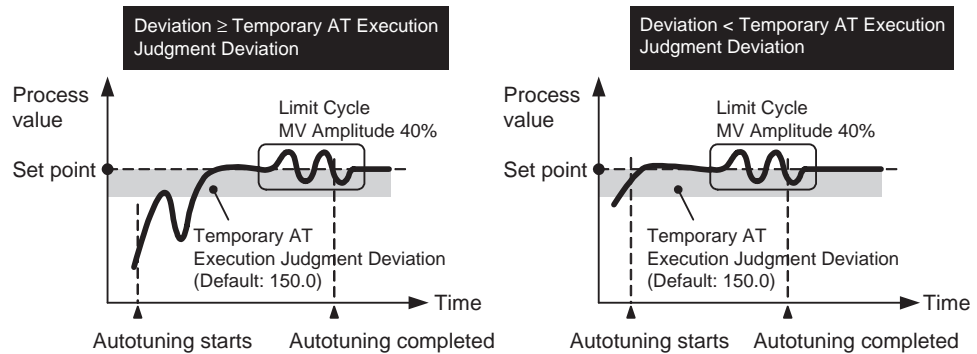 Deviation ≥ Temporary AT Execution
Judgment Deviation
Process
value
Limit Cycle
MV Amplitude 40%
Set point
Temporary AT
Execution Judgment Deviation
(Default: 150.0)
Time
Autotuning starts
Autotuning completed
Deviation < Temporary AT Execution
Judgment Deviation
Process
value
Limit Cycle
MV Amplitude 40%
Set point
Temporary AT
Execution Judgment Deviation
(Default: 150.0)
Time
Autotuning starts
Autotuning completed